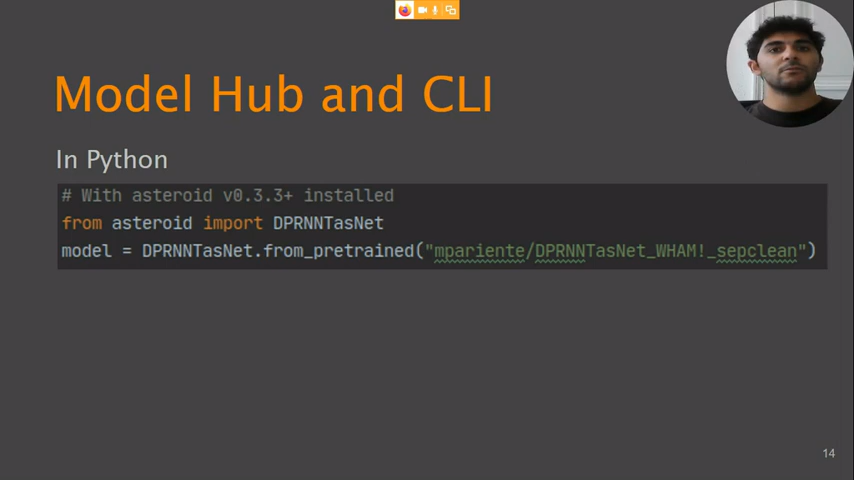 Model Hub and CLI
In Python
# With asteroid v0.3.3+ installed
from asteroid import DPRNNTasNet
model = DPRNNTasNet.from_pretrained("mpariente/DPRNNTasNet_WHAM!_sepclean")
14